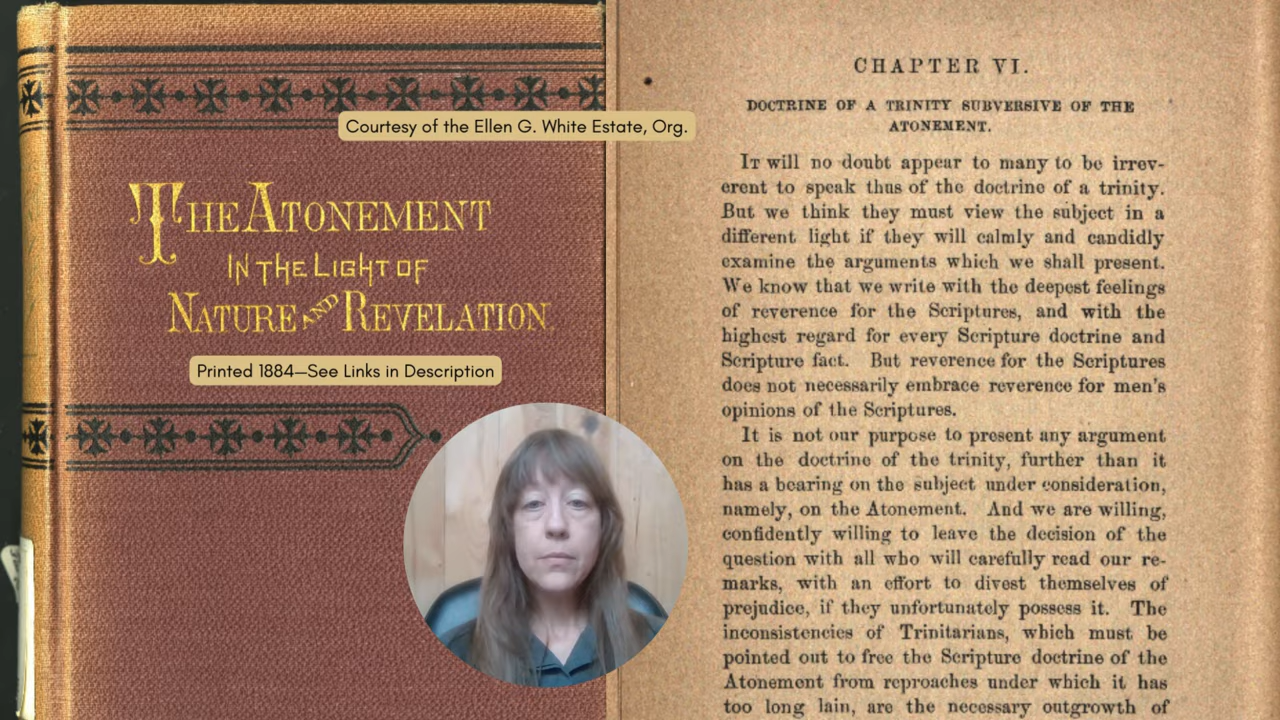 Courtesy of the Ellen G. White Estate, Org.
THE ATONEMENT
IN THE LIGHT OF
NATURE AND REVELATION
Printed 1884—See Links in Description
CHAPTER VI.
DOCTRINE OF A TRINITY SUBVERSIVE OF THE
ATONEMENT.
IT will no doubt appear to many to be irrev-
erent to speak thus of the doctrine of a trinity.
But we think they must view the subject in a
different light if they will calmly and candidly
examine the arguments which we shall present.
We know that we write with the deepest feelings
of reverence for the Scriptures, and with the
highest regard for every Scripture doctrine and
Scripture fact. But reverence for the Scriptures
does not necessarily embrace reverence for men's
opinions of the Scriptures.
It is not our purpose to present any argument
on the doctrine of the trinity, further than it
has a bearing on the subject under consideration,
namely, on the Atonement. And we are willing,
confidently willing to leave the decision of the
question with all who will carefully read our re-
marks, with an effort to divest themselves of
prejudice, if they unfortunately possess it. The
inconsistencies of Trinitarians, which must be
pointed out to free the Scripture doctrine of the
Atonement from reproaches under which it has
too long lain, are the necessary outgrowth of